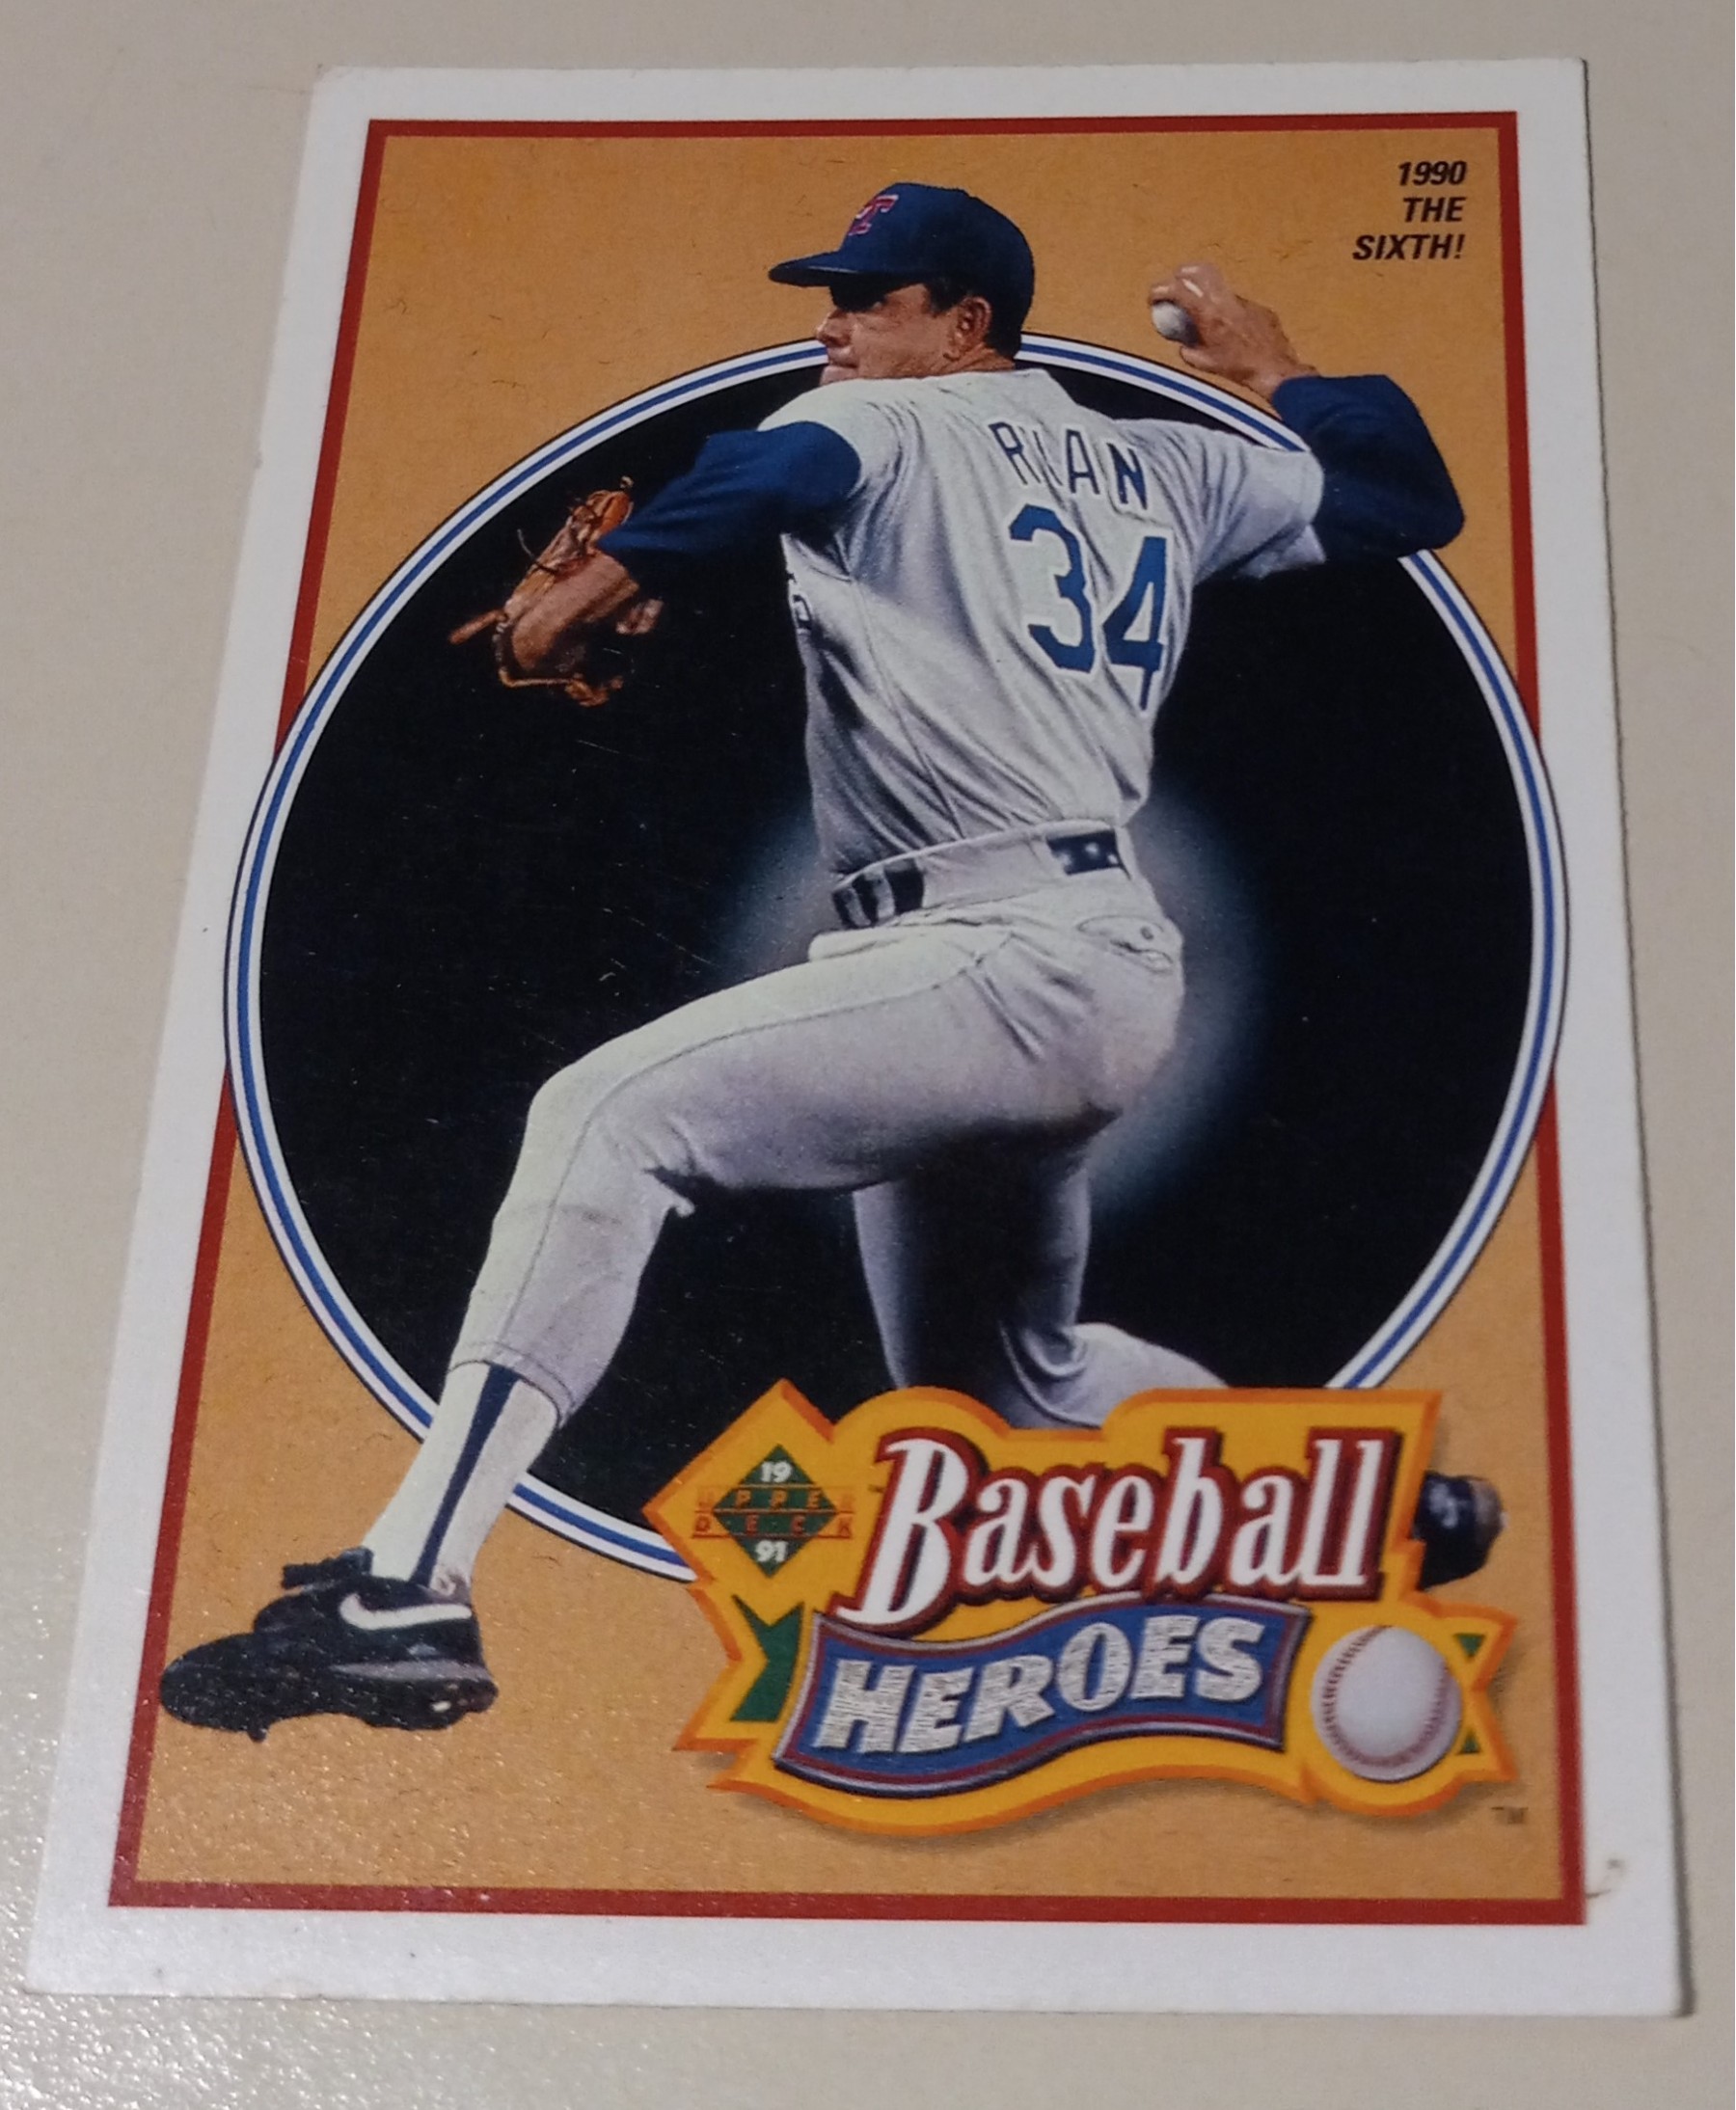 1990
THE
SIXTH!
RYAN
34
19
UPPER
DECK
91
Baseball
HEROES
TM